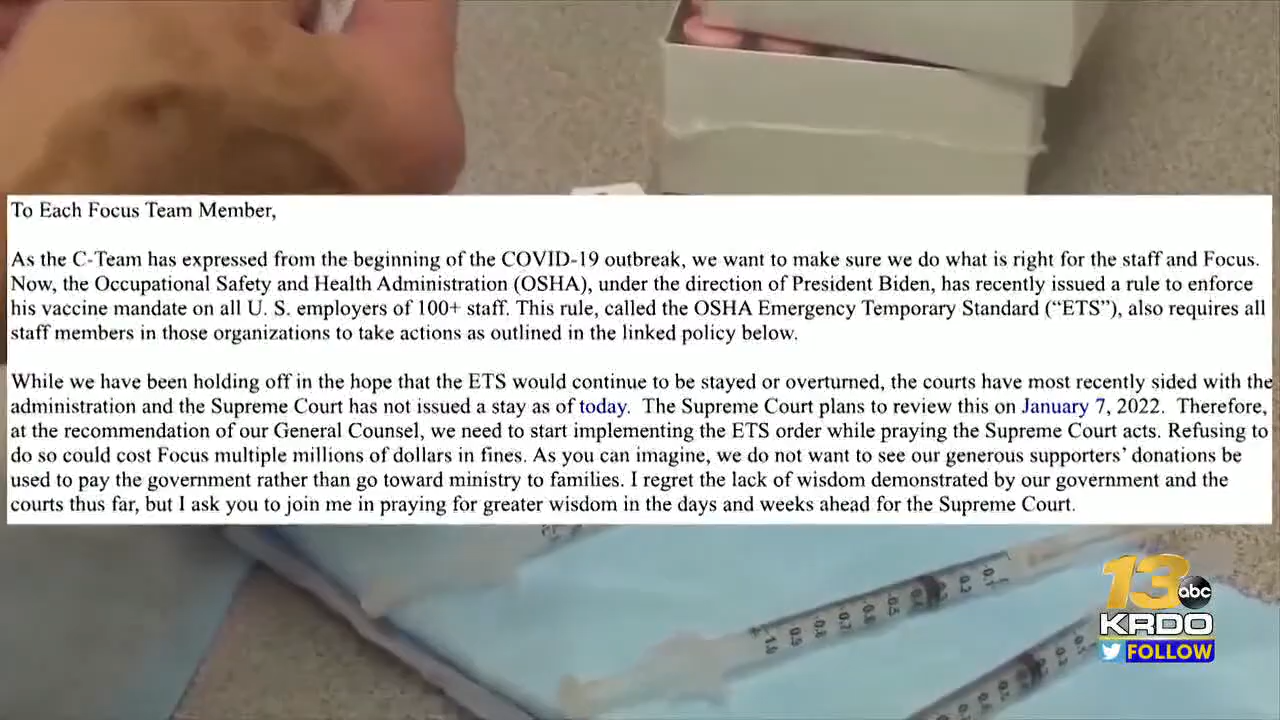 To Each Focus Team Member,
As the C-Team has expressed from the beginning of the COVID-19 outbreak, we want to make sure we do what is right for the staff and Focus.
Now, the Occupational Safety and Health Administration (OSHA), under the direction of President Biden, has recently issued a rule to enforce
his vaccine mandate on all U. S. employers of 100+ staff. This rule, called the OSHA Emergency Temporary Standard (“ETS”), also requires all
staff members in those organizations to take actions as outlined in the linked policy below.
While we have been holding off in the hope that the ETS would continue to be stayed or overturned, the courts have most recently sided with the
administration and the Supreme Court has not issued a stay as of today. The Supreme Court plans to review this on January 7, 2022. Therefore,
at the recommendation of our General Counsel, we need to start implementing the ETS order while praying the Supreme Court acts. Refusing to
do so could cost Focus multiple millions of dollars in fines. As you can imagine, we do not want to see our generous supporters’ donations be
used to pay the government rather than go toward ministry to families. I regret the lack of wisdom demonstrated by our government and the
courts thus far, but I ask you to join me in praying for greater wisdom in the days and weeks ahead for the Supreme Court.
13 abc
KRDO
FOLLOW